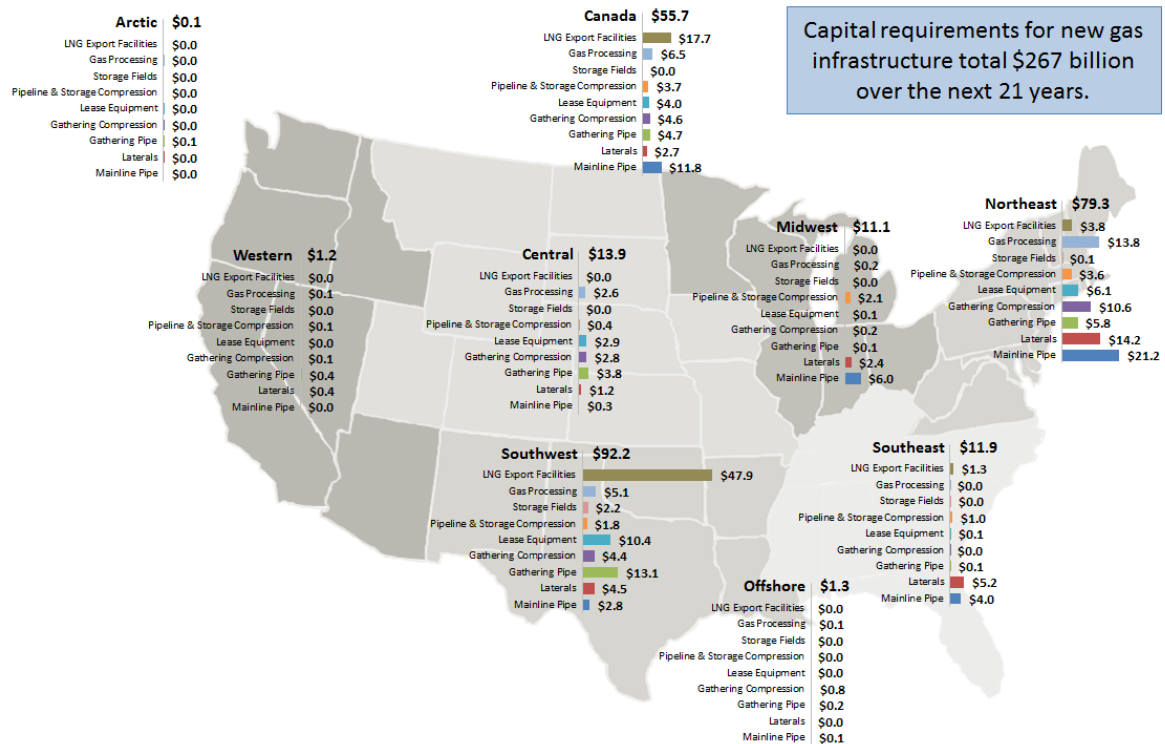 Arctic $0.1
LNG Export Facilities $0.0
Gas Processing $0.0
Storage Fields $0.0
Pipeline & Storage Compression $0.0
Lease Equipment $0.0
Gathering Compression $0.0
Gathering Pipe $0.1
Laterals $0.0
Mainline Pipe $0.0
Canada $55.7
LNG Export Facilities $17.7
Gas Processing $6.5
Storage Fields $0.0
Pipeline & Storage Compression $3.7
Lease Equipment $4.0
Gathering Compression $4.6
Gathering Pipe $4.7
Laterals $2.7
Mainline Pipe $11.8
Capital requirements for new gas
infrastructure total $267 billion
over the next 21 years.
Western $1.2
LNG Export Facilities $0.0
Gas Processing $0.1
Storage Fields $0.0
Pipeline & Storage Compression $0.1
Lease Equipment $0.0
Gathering Compression $0.1
Gathering Pipe $0.4
Laterals $0.4
Mainline Pipe $0.0
Central $13.9
LNG Export Facilities $0.0
Gas Processing $2.6
Storage Fields $0.0
Pipeline & Storage Compression $0.4
Lease Equipment $2.9
Gathering Compression $2.8
Gathering Pipe $3.8
Laterals $1.2
Mainline Pipe $0.3
Midwest $11.1
LNG Export Facilities $0.0
Gas Processing $0.2
Storage Fields $0.0
Pipeline & Storage Compression $2.1
Lease Equipment $0.1
Gathering Compression $0.2
Gathering Pipe $0.1
Laterals $2.4
Mainline Pipe $6.0
Northeast $79.3
LNG Export Facilities $3.8
Gas Processing $13.8
Storage Fields $0.1
Pipeline & Storage Compression $3.6
Lease Equipment $6.1
Gathering Compression $10.6
Gathering Pipe $5.8
Laterals $14.2
Mainline Pipe $21.2
Southwest $92.2
LNG Export Facilities $47.9
Gas Processing $5.1
Storage Fields $2.2
Pipeline & Storage Compression $1.8
Lease Equipment $10.4
Gathering Compression $4.4
Gathering Pipe $13.1
Laterals $4.5
Mainline Pipe $2.8
Southeast $11.9
LNG Export Facilities $1.3
Gas Processing $0.0
Storage Fields $0.0
Pipeline & Storage Compression $1.0
Lease Equipment $0.1
Gathering Compression $0.0
Gathering Pipe $0.1
Laterals $5.2
Mainline Pipe $4.0
Offshore $1.3
LNG Export Facilities $0.0
Gas Processing $0.1
Storage Fields $0.0
Pipeline & Storage Compression $0.0
Lease Equipment $0.0
Gathering Compression $0.8
Gathering Pipe $0.2
Laterals $0.0
Mainline Pipe $0.1